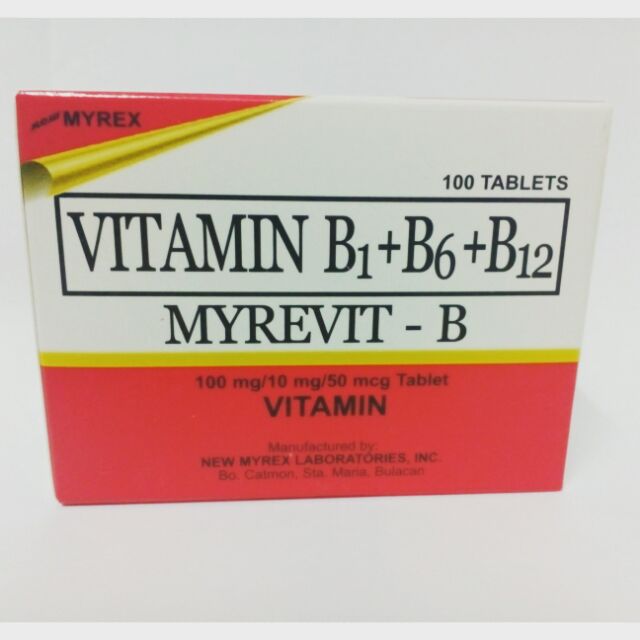 New MYREX
100 TABLETS
VITAMIN B1+B6+B12
MYREVIT - B
100 mg/10 mg/50 mcg Tablet
VITAMIN
Manufactured by:
NEW MYREX LABORATORIES, INC.
Bo. Catmon, Sta. Maria, Bulacan